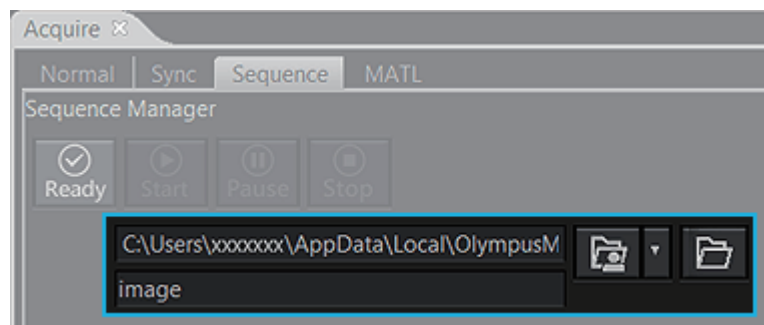 Acquire
Normal Sync Sequence MATL
Sequence Manager
Ready Start Pause Stop
C:\Users\xxxxxxx\AppData\Local\OlympusM
image